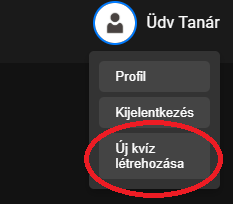 Üdv Tanár
Profil
Kijelentkezés
Új kvíz
létrehozása